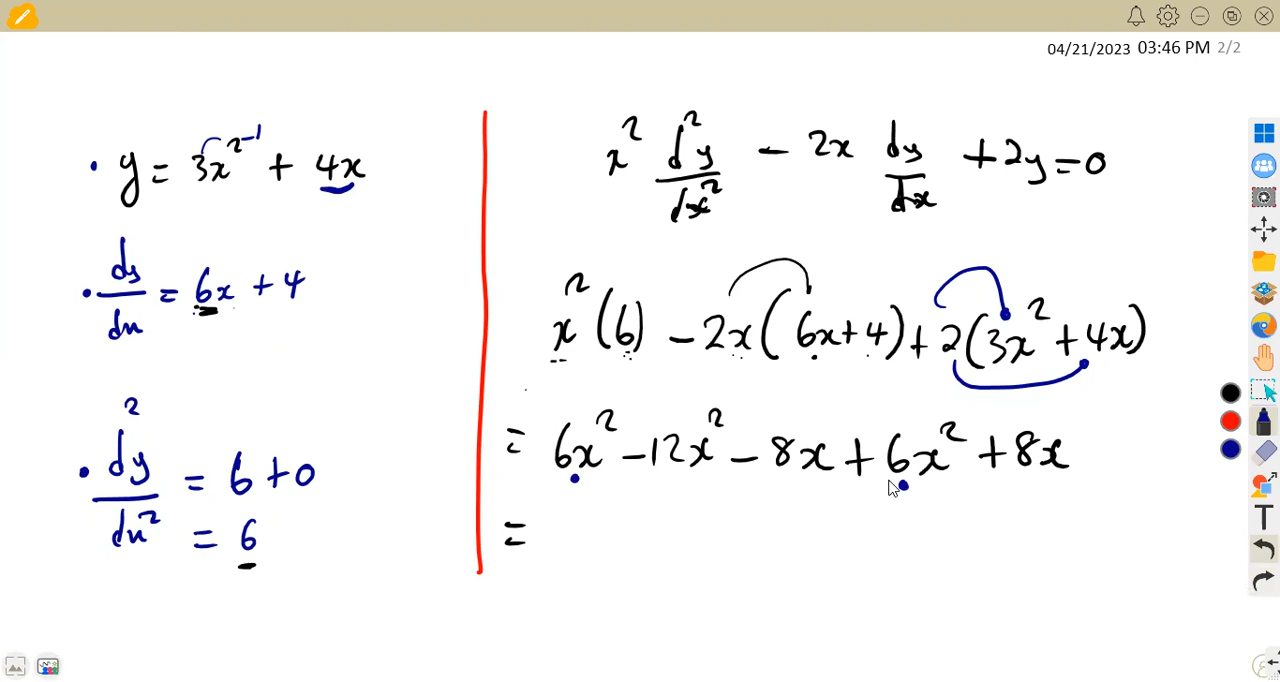 04/21/2023 03:46 PM 2/2
y = 3x²⁻¹ + 4x
dy/dx = 6x + 4
d²y/dx² = 6 + 0
= 6
x² d²y/dx² - 2x dy/dx + 2y = 0
x²(6) - 2x(6x + 4) + 2(3x² + 4x)
= 6x² - 12x² - 8x + 6x² + 8x
=
T